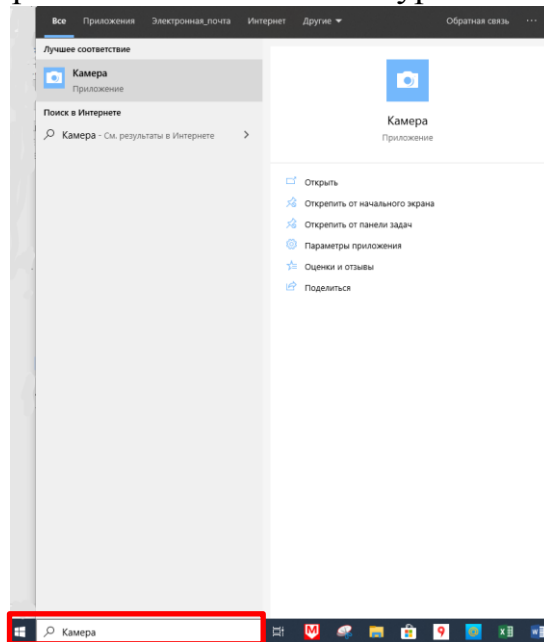 Все Приложения Электронная_почта Интернет Другие Обратная связь ...
Лучшее соответствие
Камера
Приложение
Поиск в Интернете
Камера - См. результаты в Интернете
Камера
Приложение
Открыть
Открепить от начального экрана
Открепить от панели задач
Параметры приложения
Оценки и отзывы
Поделиться
Камера